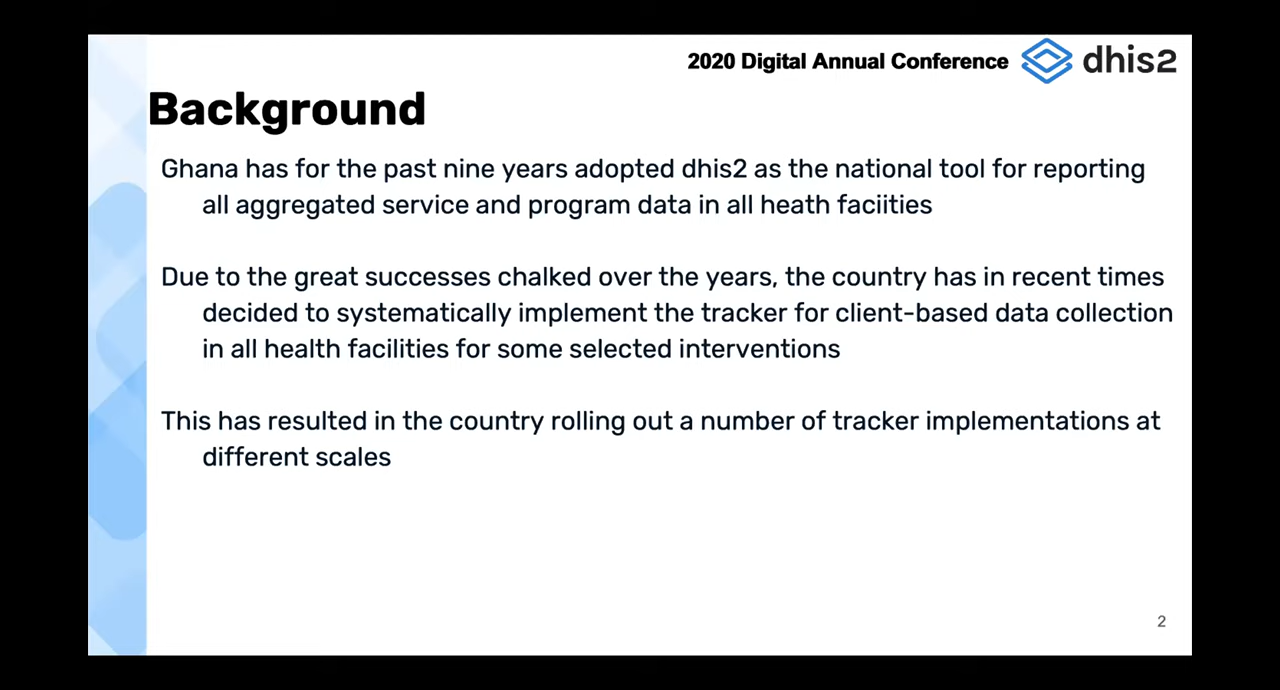 2020 Digital Annual Conference dhis2
Background
Ghana has for the past nine years adopted dhis2 as the national tool for reporting
all aggregated service and program data in all heath faciities
Due to the great successes chalked over the years, the country has in recent times
decided to systematically implement the tracker for client-based data collection
in all health facilities for some selected interventions
This has resulted in the country rolling out a number of tracker implementations at
different scales
2